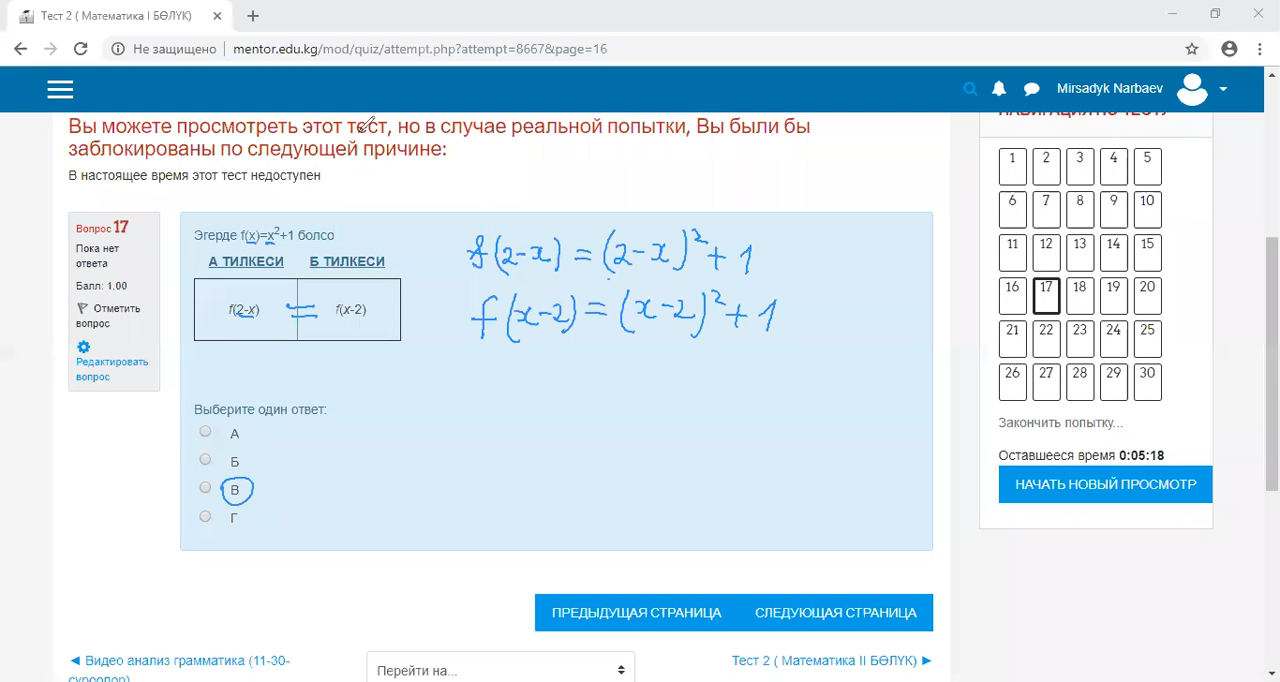 Тест 2 ( Математика I БӨЛҮК)
Не защищено
mentor.edu.kg/mod/quiz/attempt.php?attempt=8667&page=16
Mirsadyk Narbaev
Вы можете просмотреть этот тест, но в случае реальной попытки, Вы были бы
заблокированы по следующей причине:
В настоящее время этот тест недоступен
НАВИГАЦИЯ ПО ТЕСТУ
1 2 3 4 5
6 7 8 9 10
11 12 13 14 15
16 17 18 19 20
21 22 23 24 25
26 27 28 29 30
Закончить попытку...
Оставшееся время 0:05:18
НАЧАТЬ НОВЫЙ ПРОСМОТР
Вопрос 17
Пока нет
ответа
Балл: 1.00
Отметить
вопрос
Редактировать
вопрос
Эгерде f(x)=x²+1 болсо
А ТИЛКЕСИ Б ТИЛКЕСИ
f(2-x) = f(x-2)
f(2-x) = (2-x)² + 1
f(x-2) = (x-2)² + 1
Выберите один ответ:
А
Б
В
Г
ПРЕДЫДУЩАЯ СТРАНИЦА СЛЕДУЮЩАЯ СТРАНИЦА
◄ Видео анализ грамматика (11-30-
суроолор)
Перейти на...
Тест 2 ( Математика II БӨЛҮК) ►